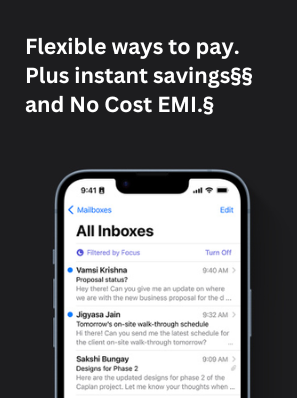 Flexible ways to pay.
Plus instant savings§§
and No Cost EMI.§
9:41
Mailboxes
Edit
All Inboxes
Filtered by Focus
Turn Off
Vamsi Krishna 9:40 AM
Proposal status?
Hey there! Can you give me an update on where
we are with the new business proposal for the d ...
Jigyasa Jain 9:32 AM
Tomorrow's on-site walk-through schedule
Hi there! Can you send me the latest schedule for
the client on-site walk-through tomorrow?
Sakshi Bungay 9:09 AM
Designs for Phase 2
Here are the updated designs for phase 2 of the
Caplan project. Let me know your thoughts when ...